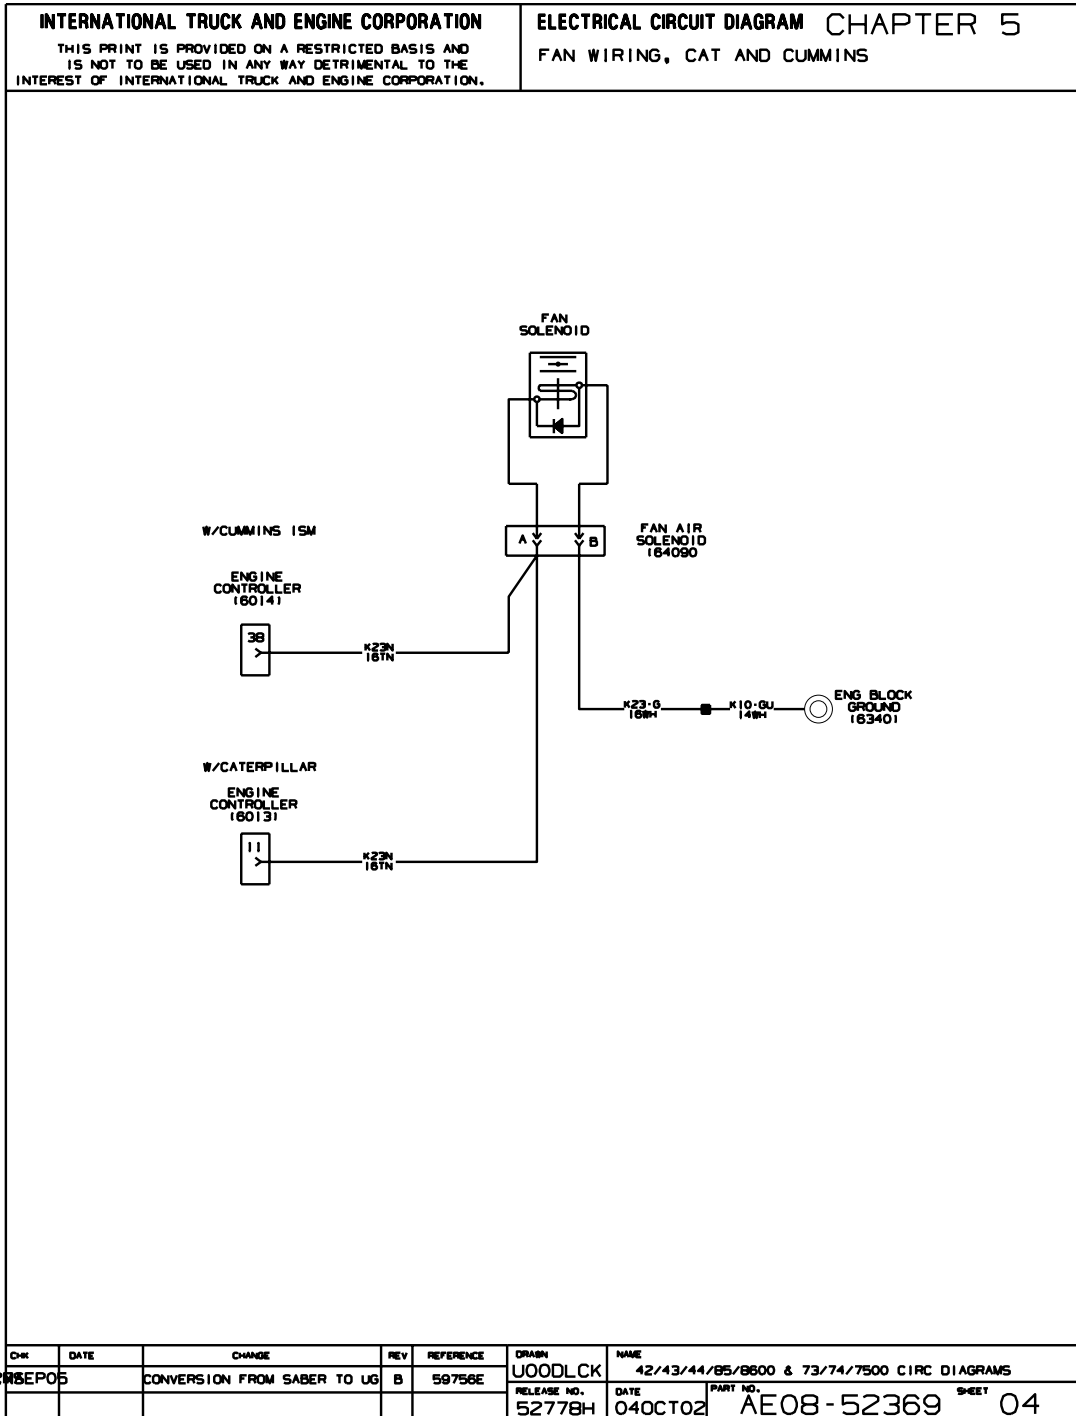 INTERNATIONAL TRUCK AND ENGINE CORPORATION
THIS PRINT IS PROVIDED ON A RESTRICTED BASIS AND
IS NOT TO BE USED IN ANY WAY DETRIMENTAL TO THE
INTEREST OF INTERNATIONAL TRUCK AND ENGINE CORPORATION.
ELECTRICAL CIRCUIT DIAGRAM CHAPTER 5
FAN WIRING, CAT AND CUMMINS
FAN
SOLENOID
A
B
FAN AIR
SOLENOID
(6409C)
W/CUMMINS ISM
ENGINE
CONTROLLER
(6014)
38
K23N
16TN
K23-G
16WH
K10-GU
14WH
ENG BLOCK
GROUND
(6340)
W/CATERPILLAR
ENGINE
CONTROLLER
(6013)
11
K23N
16TN
CHK
DATE
CHANGE
REV
REFERENCE
SEP05
CONVERSION FROM SABER TO UG
B
59756E
DRAWN
UOODLCK
NAME
42/43/44/85/8600 & 73/74/7500 CIRC DIAGRAMS
RELEASE NO.
52778H
DATE
04OCT02
PART NO.
AE08-52369
SHEET
04